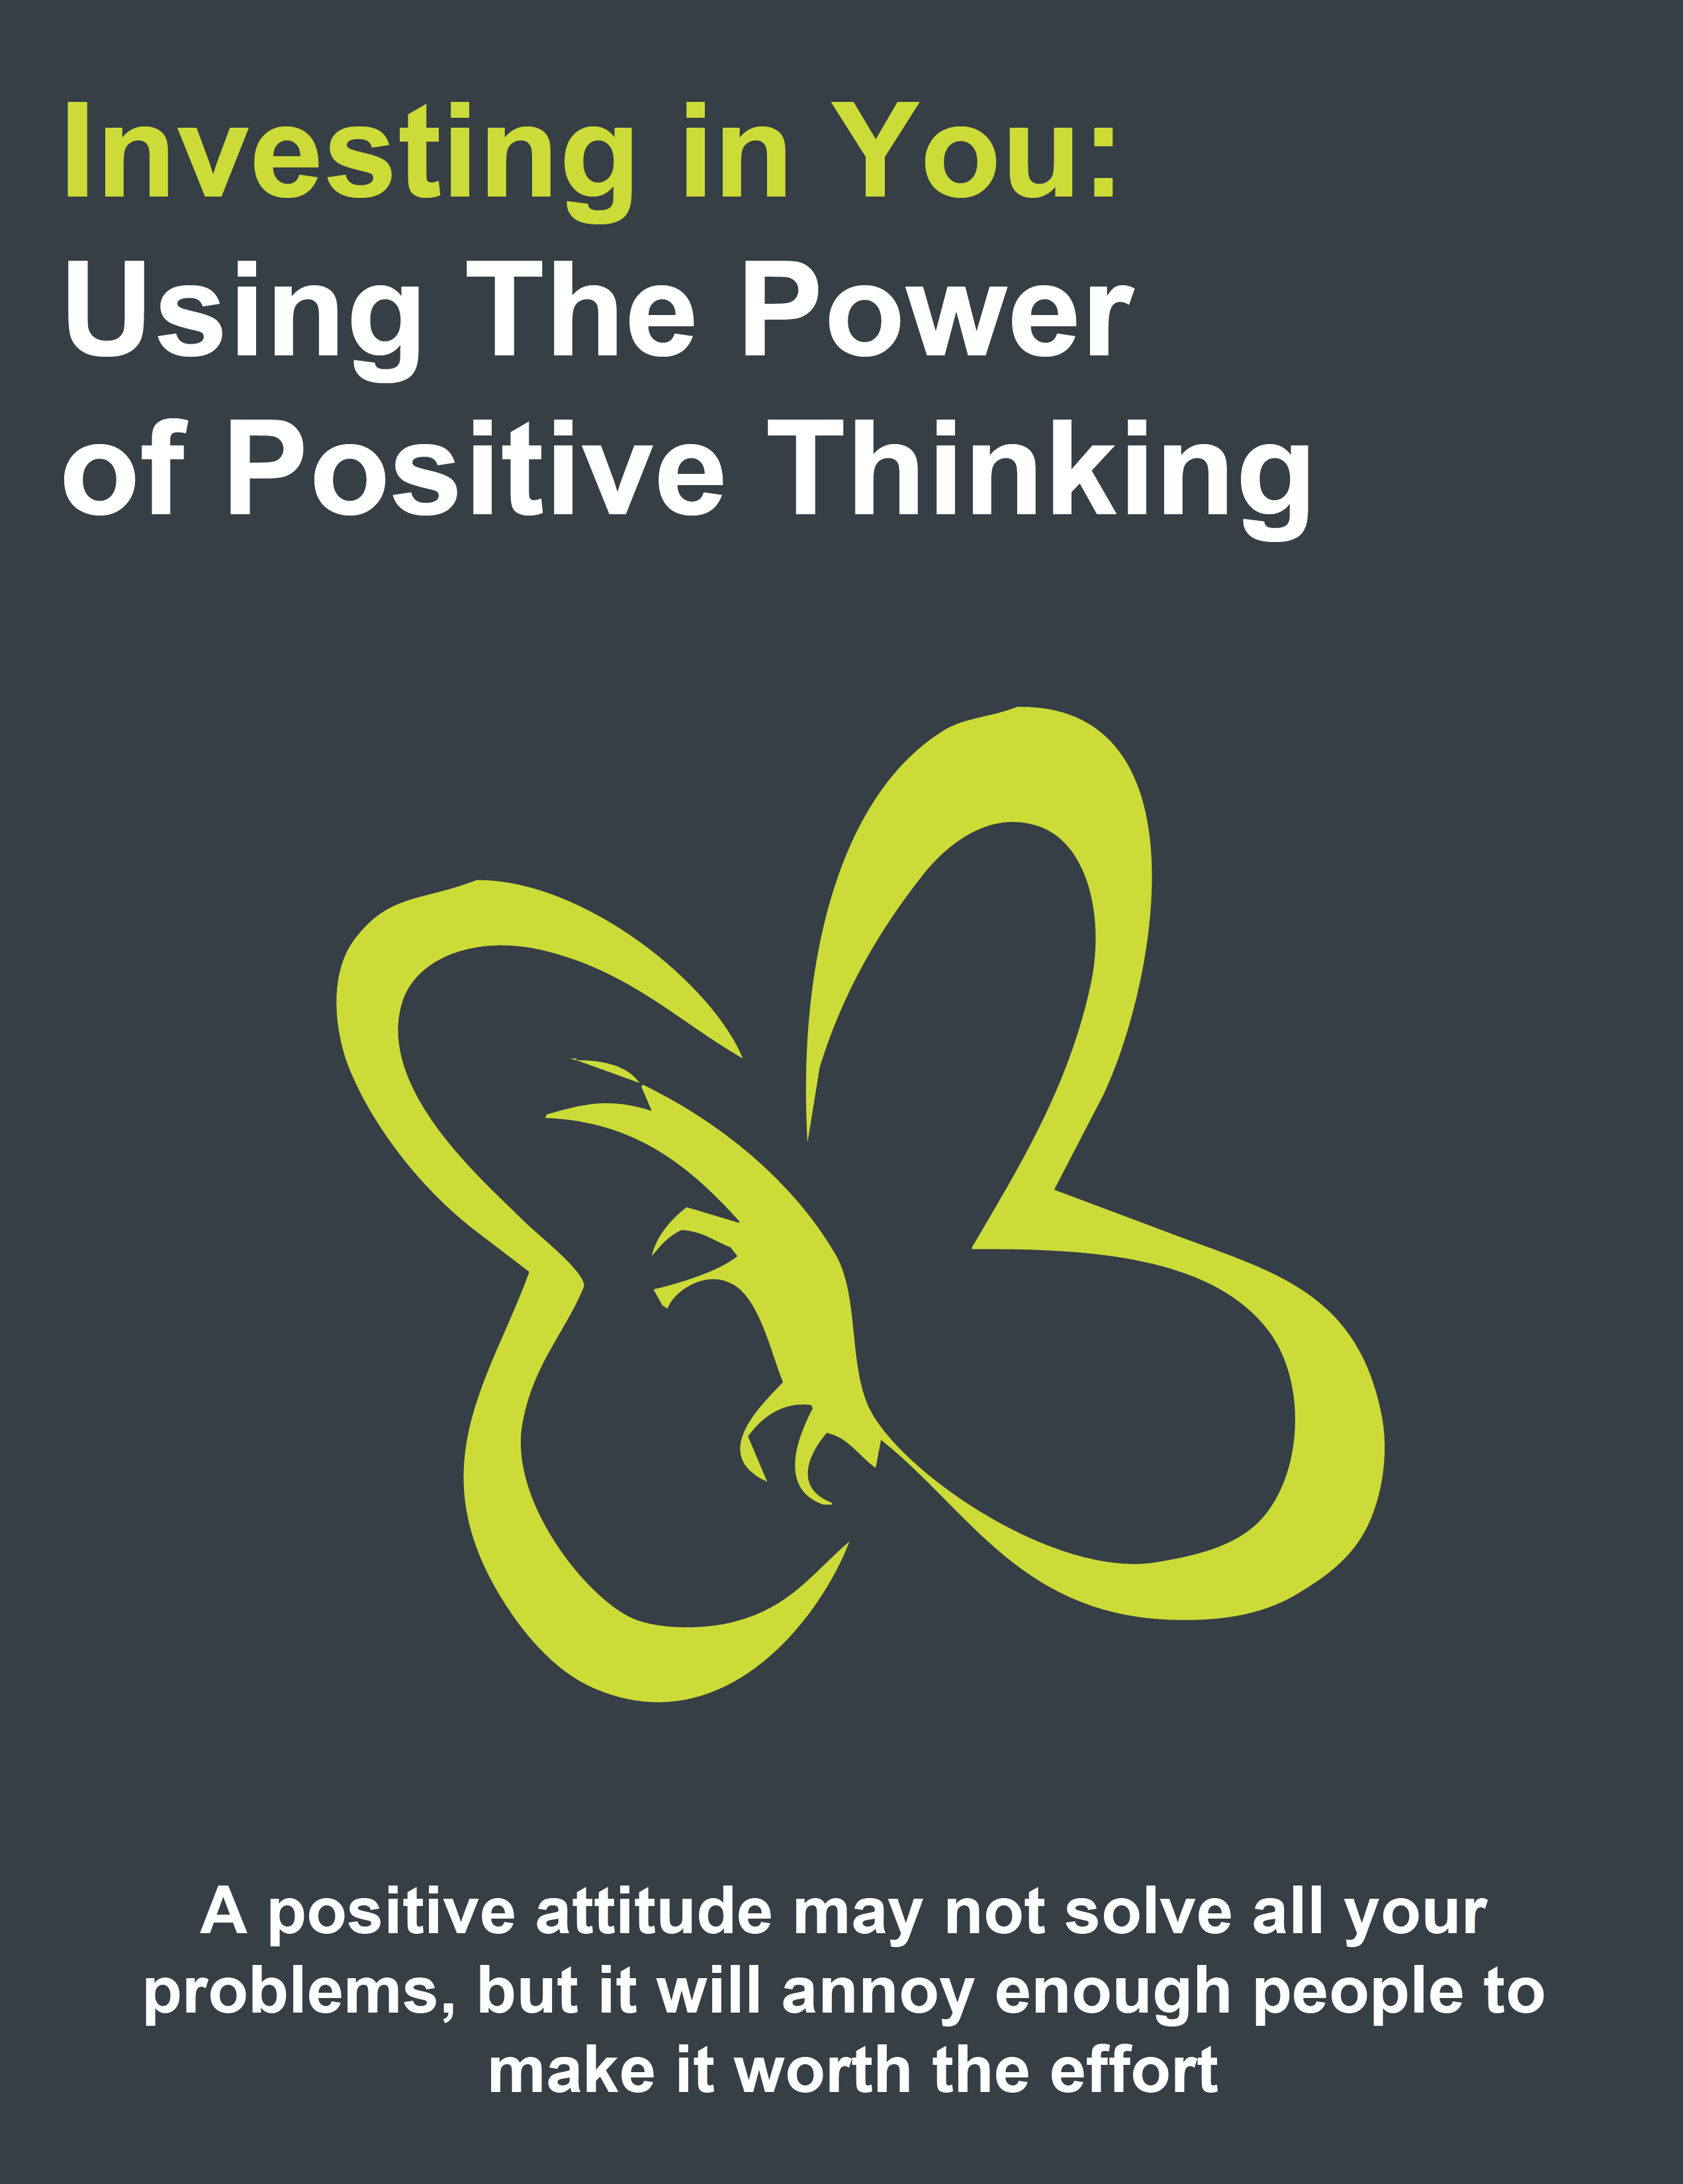 Investing in You:
Using The Power
of Positive Thinking
A positive attitude may not solve all your
problems, but it will annoy enough people to
make it worth the effort